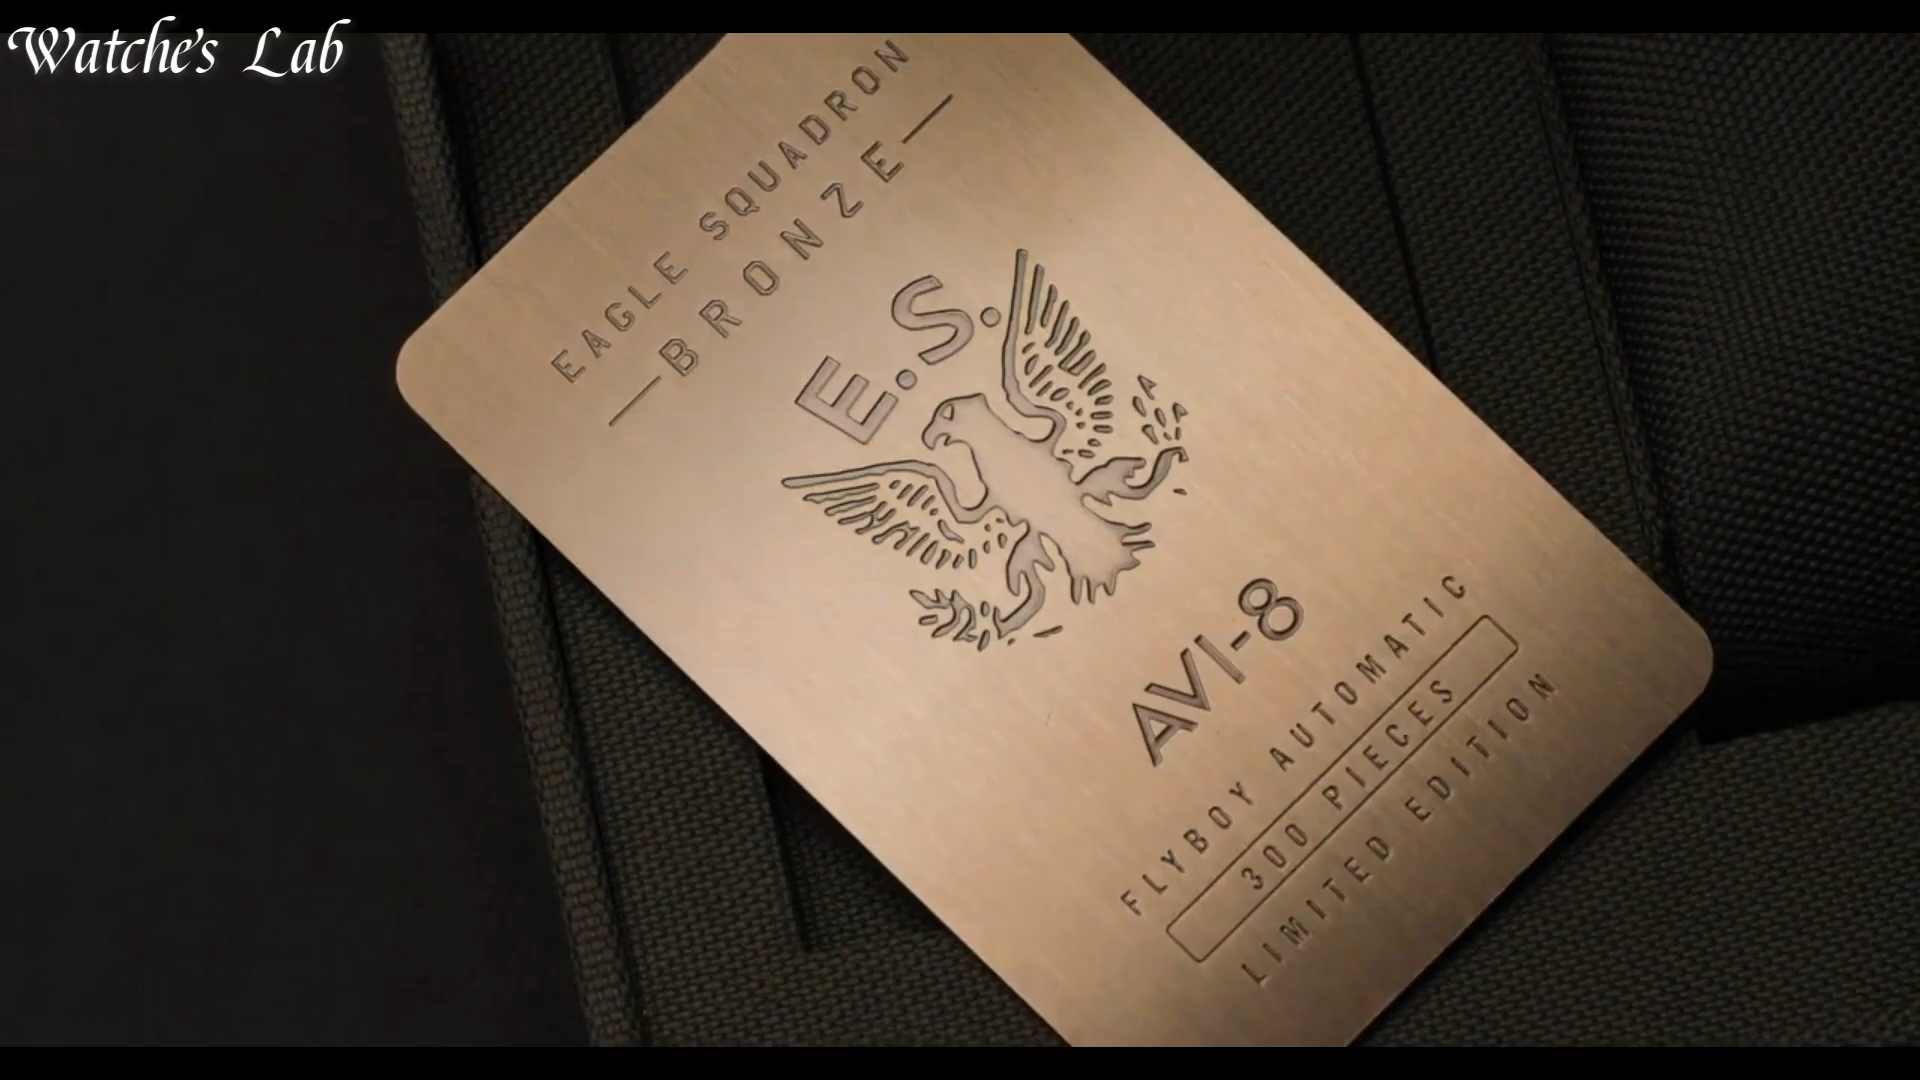 Watche's Lab
EAGLE SQUADRON
BRONZE
E.S.
AVI-8
FLYBOY AUTOMATIC
300 PIECES
LIMITED EDITION